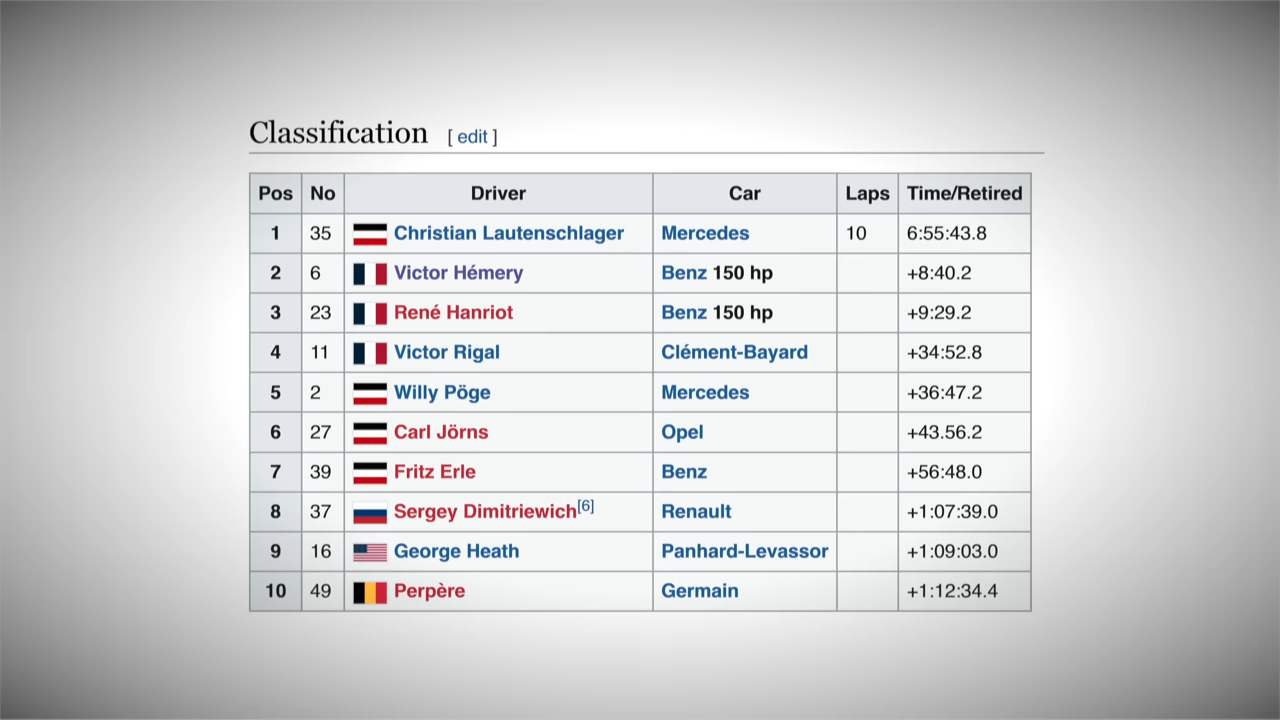 Classification [ edit ]
Pos No Driver Car Laps Time/Retired
1 35 Christian Lautenschlager Mercedes 10 6:55:43.8
2 6 Victor Hémery Benz 150 hp +8:40.2
3 23 René Hanriot Benz 150 hp +9:29.2
4 11 Victor Rigal Clément-Bayard +34:52.8
5 2 Willy Pöge Mercedes +36:47.2
6 27 Carl Jörns Opel +43.56.2
7 39 Fritz Erle Benz +56:48.0
8 37 Sergey Dimitriewich[6] Renault +1:07:39.0
9 16 George Heath Panhard-Levassor +1:09:03.0
10 49 Perpère Germain +1:12:34.4